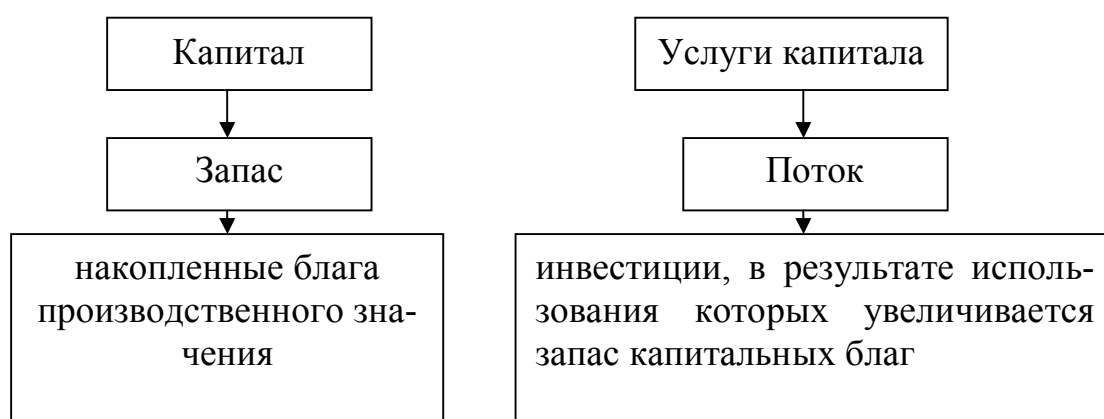 Капитал
Запас
накопленные блага
производственного зна-
чения
Услуги капитала
Поток
инвестиции, в результате исполь-
зования которых увеличивается
запас капитальных благ